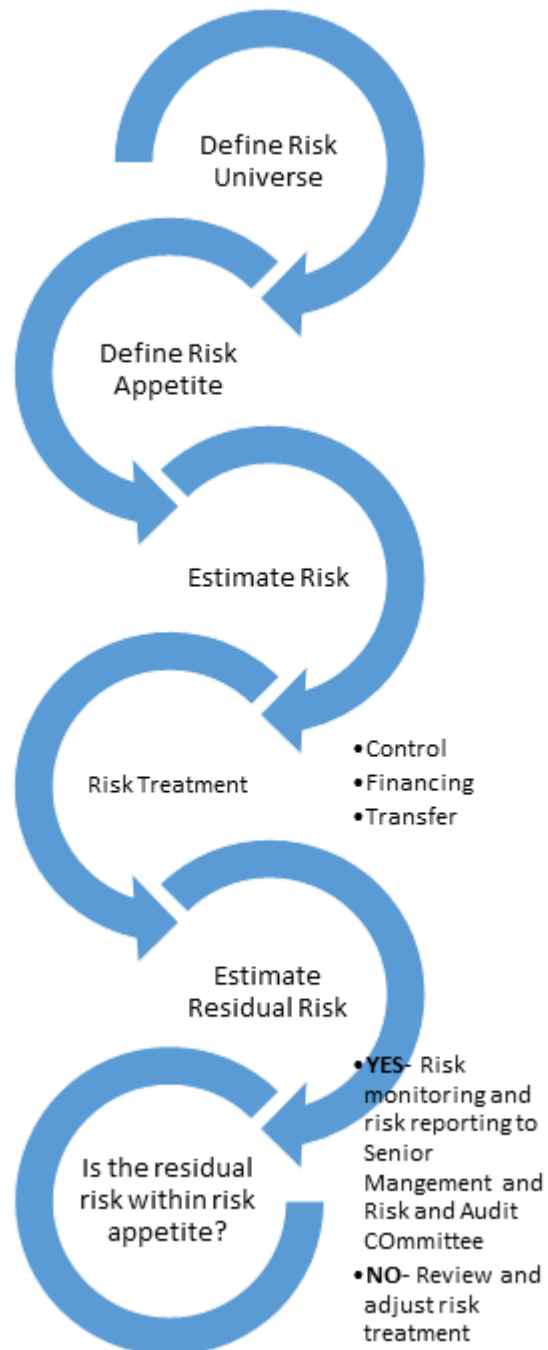 Define Risk
Universe
Define Risk
Appetite
Estimate Risk
Risk Treatment
•Control
•Financing
•Transfer
Estimate
Residual Risk
Is the residual
risk within risk
appetite?
•YES- Risk
monitoring and
risk reporting to
Senior
Mangement and
Risk and Audit
COmmittee
•NO- Review and
adjust risk
treatment